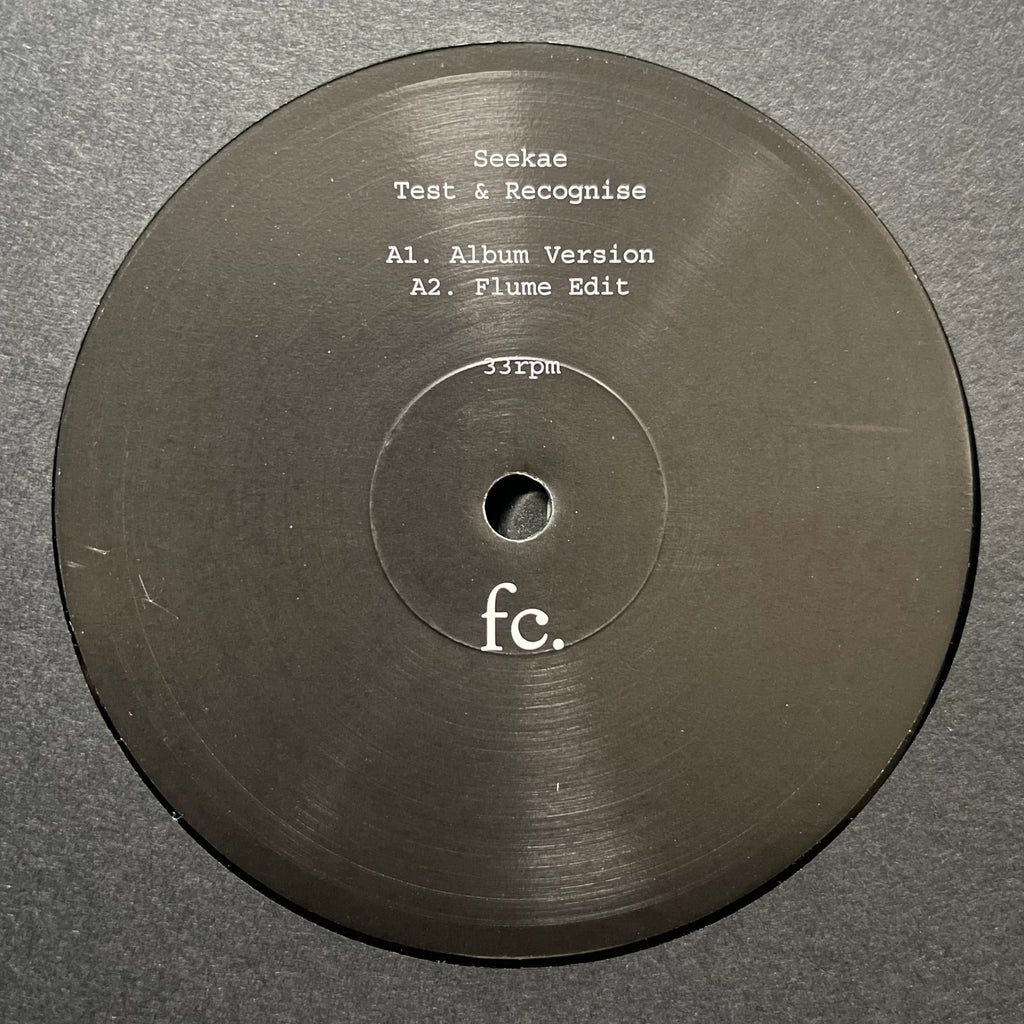 Seekae
Test & Recognise
A1. Album Version
A2. Flume Edit
33rpm
fc.